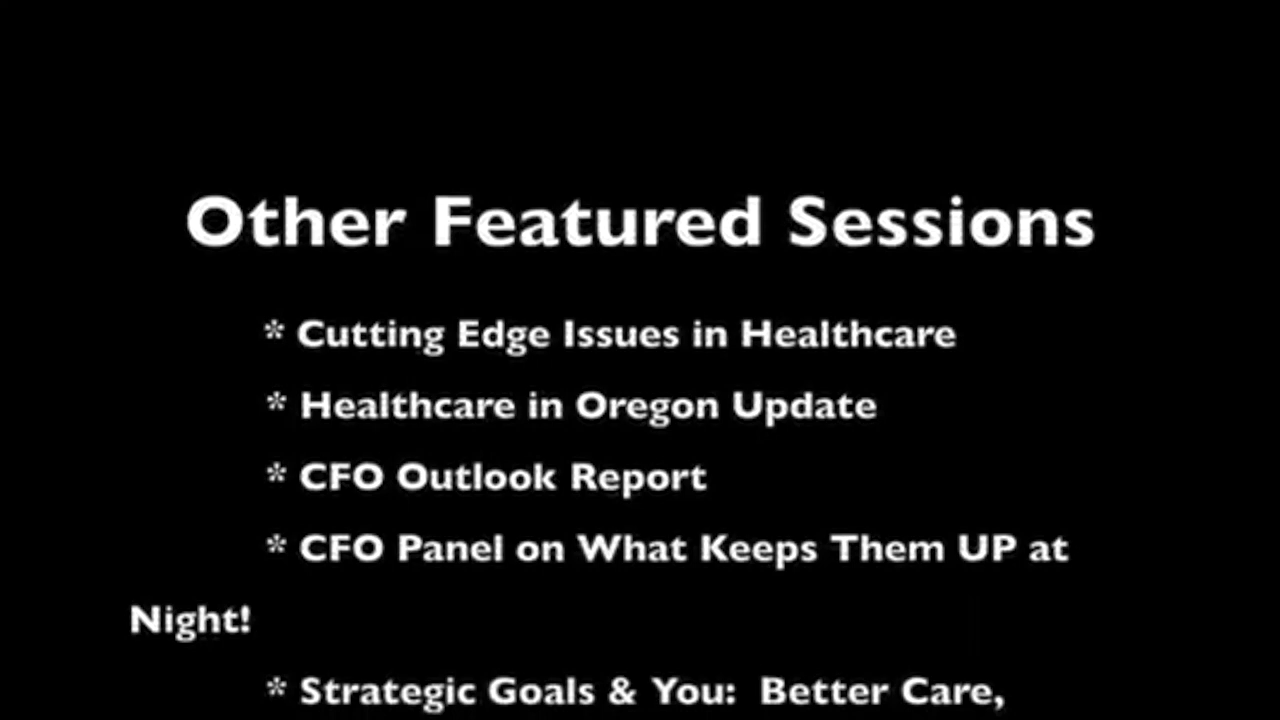 Other Featured Sessions
* Cutting Edge Issues in Healthcare
* Healthcare in Oregon Update
* CFO Outlook Report
* CFO Panel on What Keeps Them UP at
Night!
* Strategic Goals & You:  Better Care,